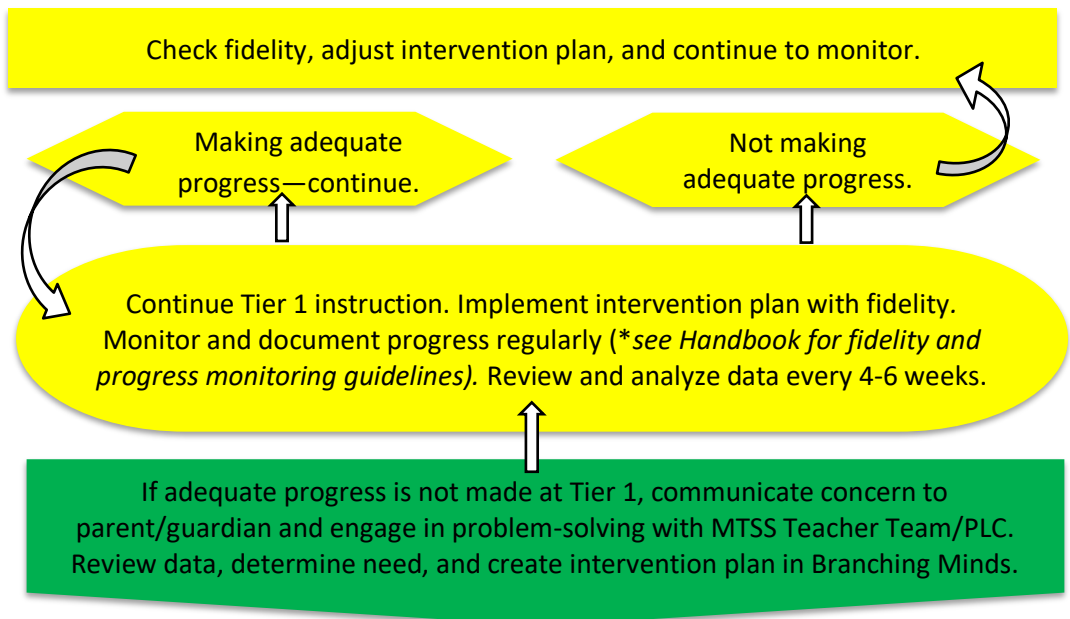 Check fidelity, adjust intervention plan, and continue to monitor.
Making adequate
progress—continue.
Not making
adequate progress.
Continue Tier 1 instruction. Implement intervention plan with fidelity.
Monitor and document progress regularly (*see Handbook for fidelity and
progress monitoring guidelines). Review and analyze data every 4-6 weeks.
If adequate progress is not made at Tier 1, communicate concern to
parent/guardian and engage in problem-solving with MTSS Teacher Team/PLC.
Review data, determine need, and create intervention plan in Branching Minds.